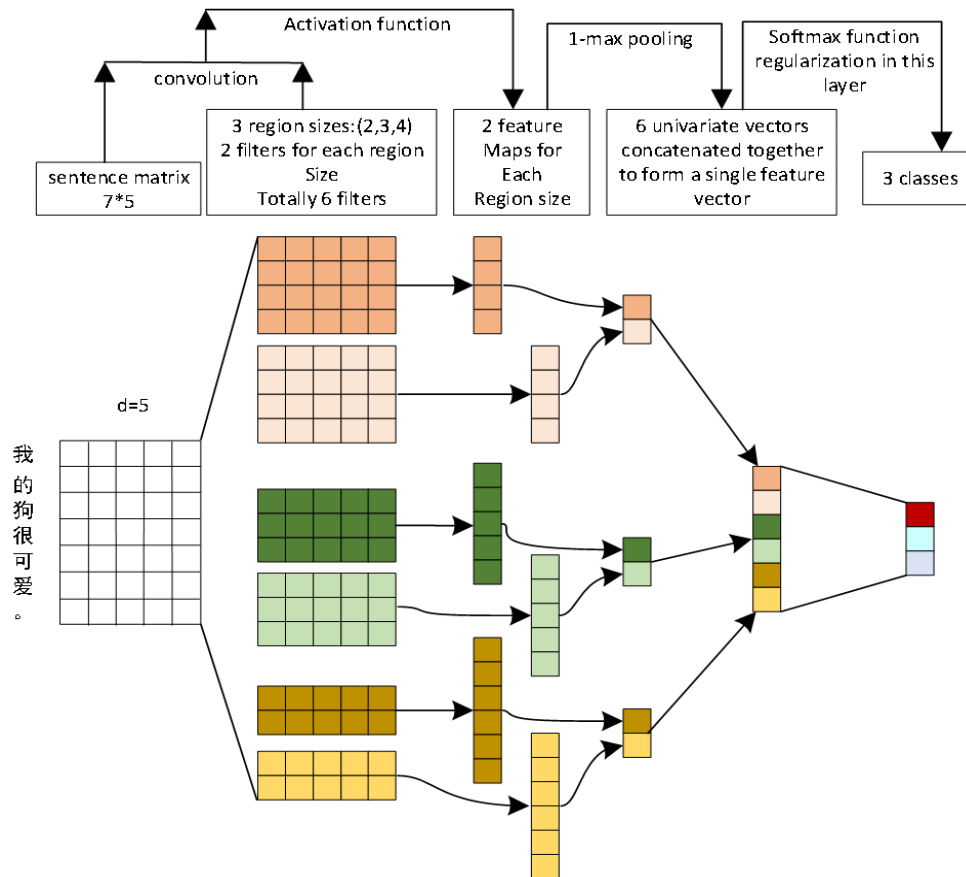 Activation function
1-max pooling
Softmax function
regularization in this
layer
convolution
sentence matrix
7*5
3 region sizes:(2,3,4)
2 filters for each region
Size
Totally 6 filters
2 feature
Maps for
Each
Region size
6 univariate vectors
concatenated together
to form a single feature
vector
3 classes
d=5
我
的
狗
很
可
爱
。